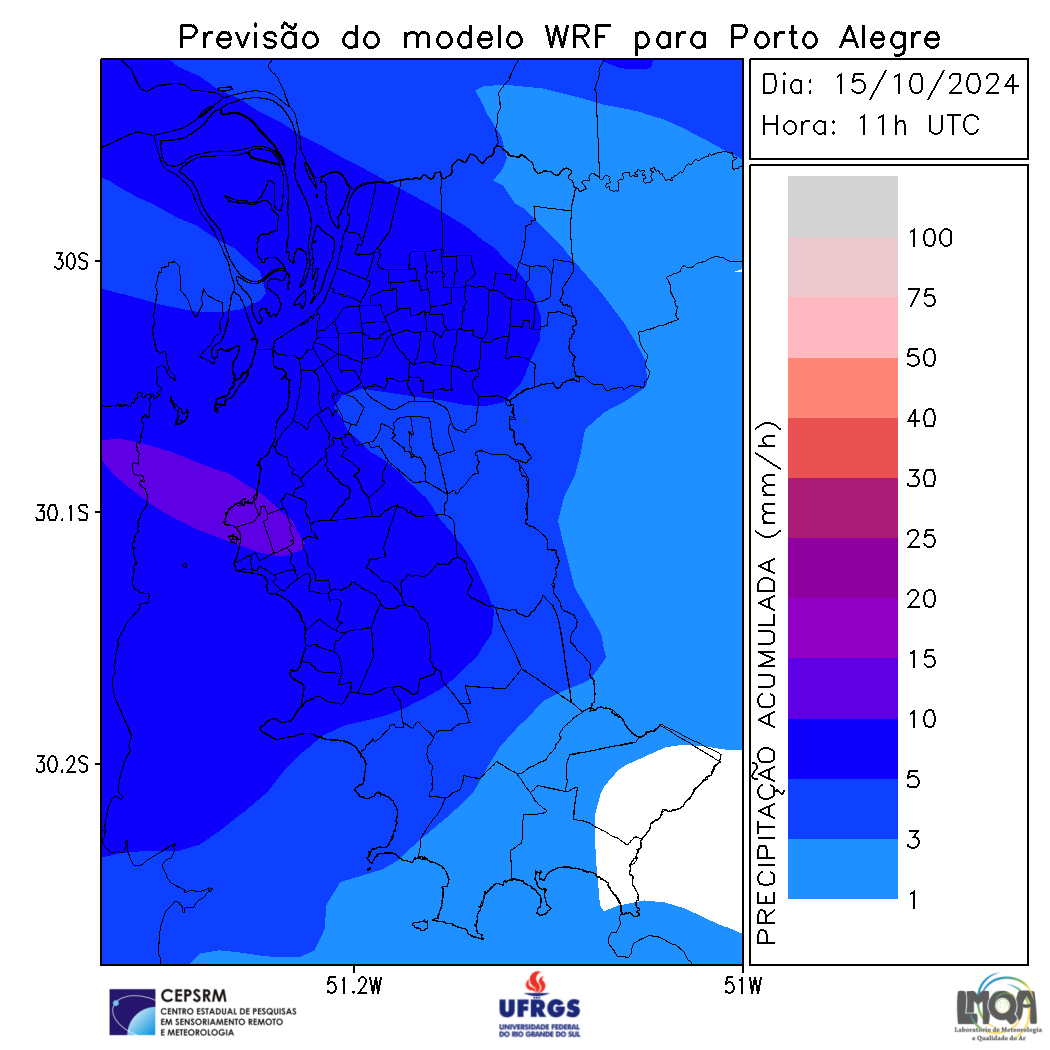 Previsão do modelo WRF para Porto Alegre
Dia: 15/10/2024
Hora: 11h UTC
30S
30.1S
30.2S
51.2W
51W
PRECIPITAÇÃO ACUMULADA (mm/h)
100
75
50
40
30
25
20
15
10
5
3
1
CEPSRM
CENTRO ESTADUAL DE PESQUISAS
EM SENSORIAMENTO REMOTO
E METEOROLOGIA
UFRGS
UNIVERSIDADE FEDERAL
DO RIO GRANDE DO SUL
LMQA
Laboratório de Meteorologia
e Qualidade do Ar